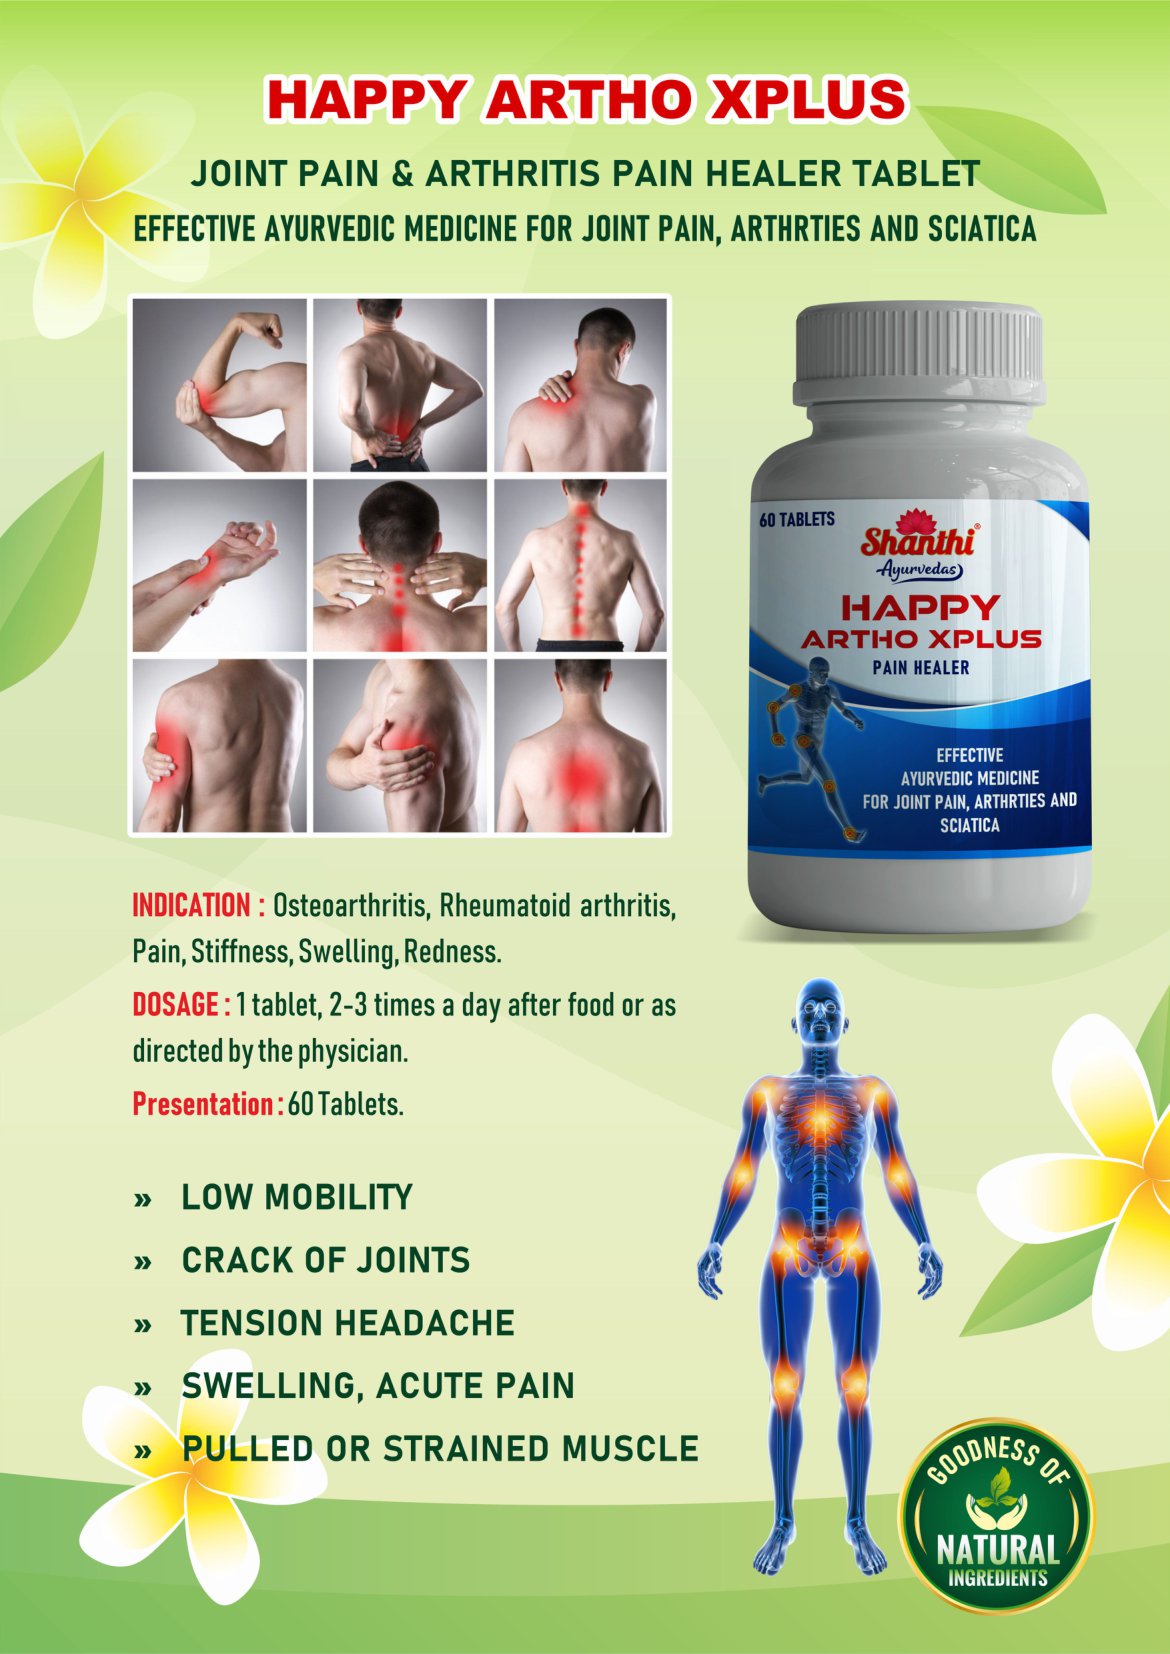 HAPPY ARTHO XPLUS
JOINT PAIN & ARTHRITIS PAIN HEALER TABLET
EFFECTIVE AYURVEDIC MEDICINE FOR JOINT PAIN, ARTHRTIES AND SCIATICA
60 TABLETS
Shanthi®
Ayurvedas
HAPPY
ARTHO XPLUS
PAIN HEALER
EFFECTIVE
AYURVEDIC MEDICINE
FOR JOINT PAIN, ARTHRTIES AND
SCIATICA
INDICATION : Osteoarthritis, Rheumatoid arthritis,
Pain, Stiffness, Swelling, Redness.
DOSAGE : 1 tablet, 2-3 times a day after food or as
directed by the physician.
Presentation : 60 Tablets.
» LOW MOBILITY
» CRACK OF JOINTS
» TENSION HEADACHE
» SWELLING, ACUTE PAIN
» PULLED OR STRAINED MUSCLE
GOODNESS OF
NATURAL
INGREDIENTS